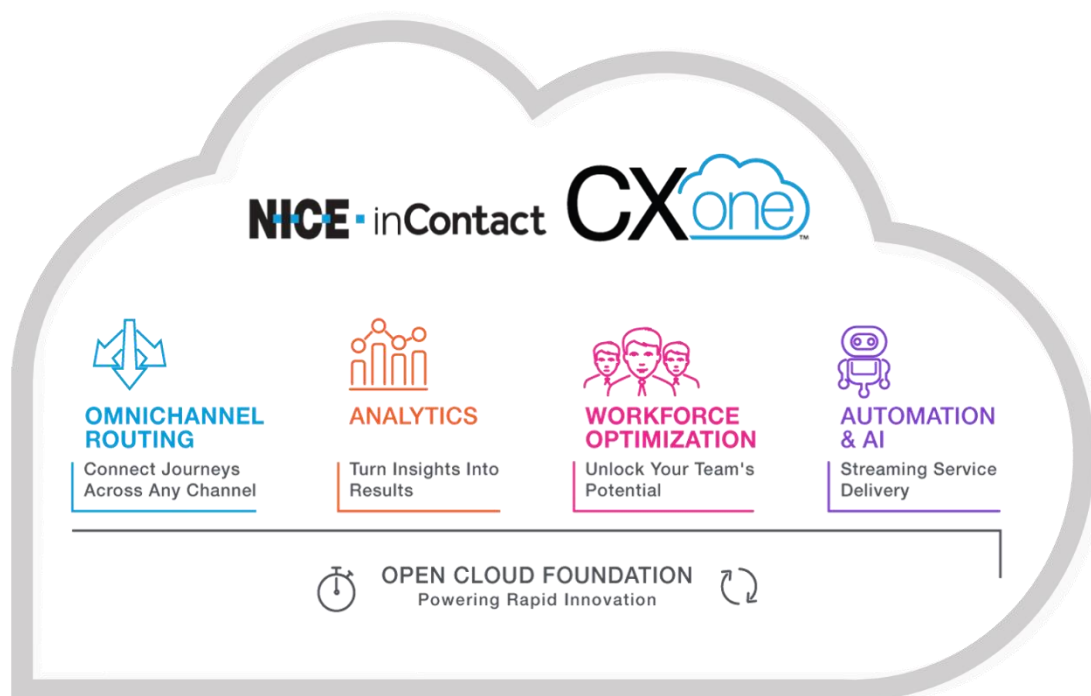 NICE inContact CXone™
OMNICHANNEL
ROUTING
Connect Journeys
Across Any Channel
ANALYTICS
Turn Insights Into
Results
WORKFORCE
OPTIMIZATION
Unlock Your Team's
Potential
AUTOMATION
& AI
Streaming Service
Delivery
OPEN CLOUD FOUNDATION
Powering Rapid Innovation